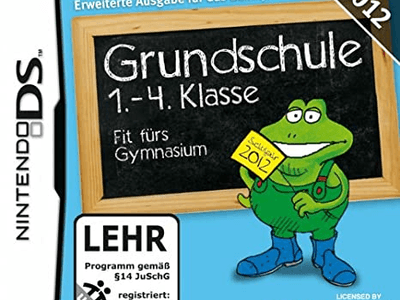 Erweiterte Ausgabe für das
2012
NINTENDO DS
Grundschule
1.-4. Klasse
Fit fürs
Gymnasium
Schuljahr
2012
LEHR
Programm gemäß
§14 JuSchG
registriert:
LICENSED BY